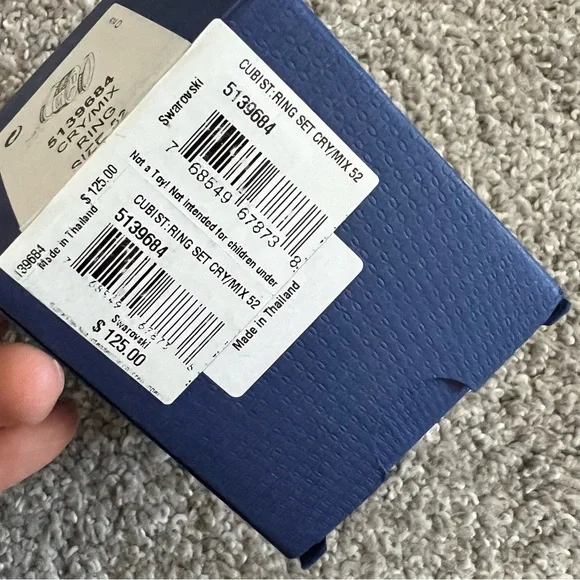 5139684
CRY/MIX
RING
CUBIST:RING SET CRY/MIX 52
5139684
Swarovski
7 68549 67873 8
Not a Toy! Not intended for children under
$ 125.00
Made in Thailand
139684
CUBIST:RING SET CRY/MIX 52
5139684
Swarovski
$ 125.00
Made in Thailand